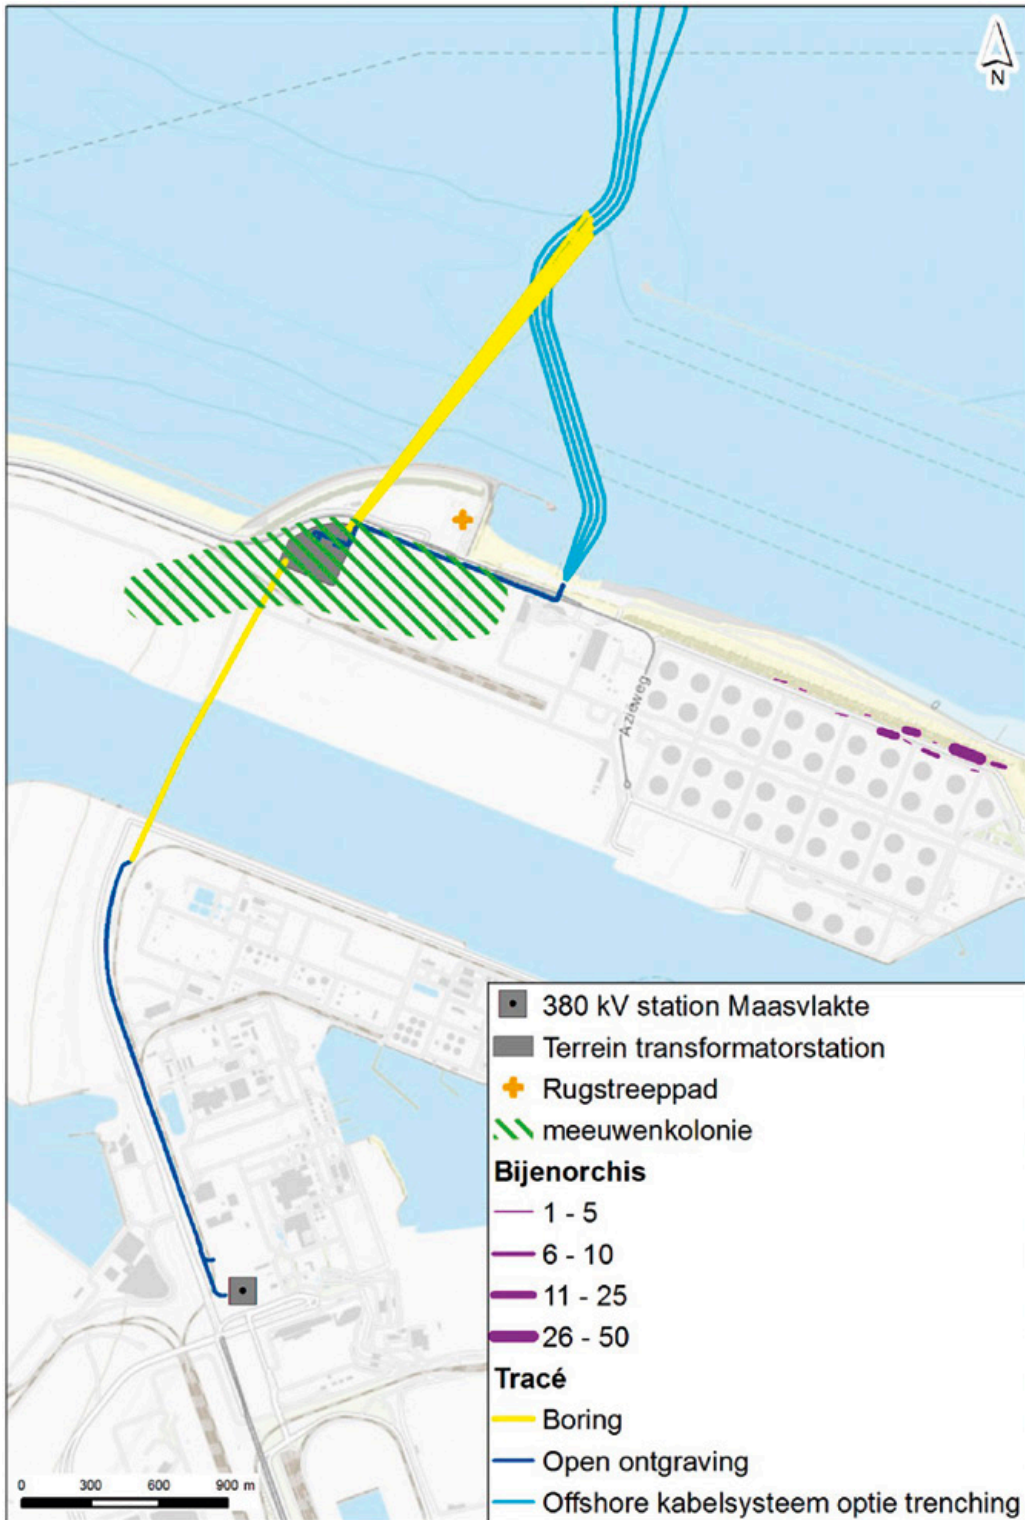 N
Azieweg
380 kV station Maasvlakte
Terrein transformatorstation
Rugstreeppad
meeuwenkolonie
Bijenorchis
1 - 5
6 - 10
11 - 25
26 - 50
Tracé
Boring
Open ontgraving
Offshore kabelsysteem optie trenching
0 300 600 900 m